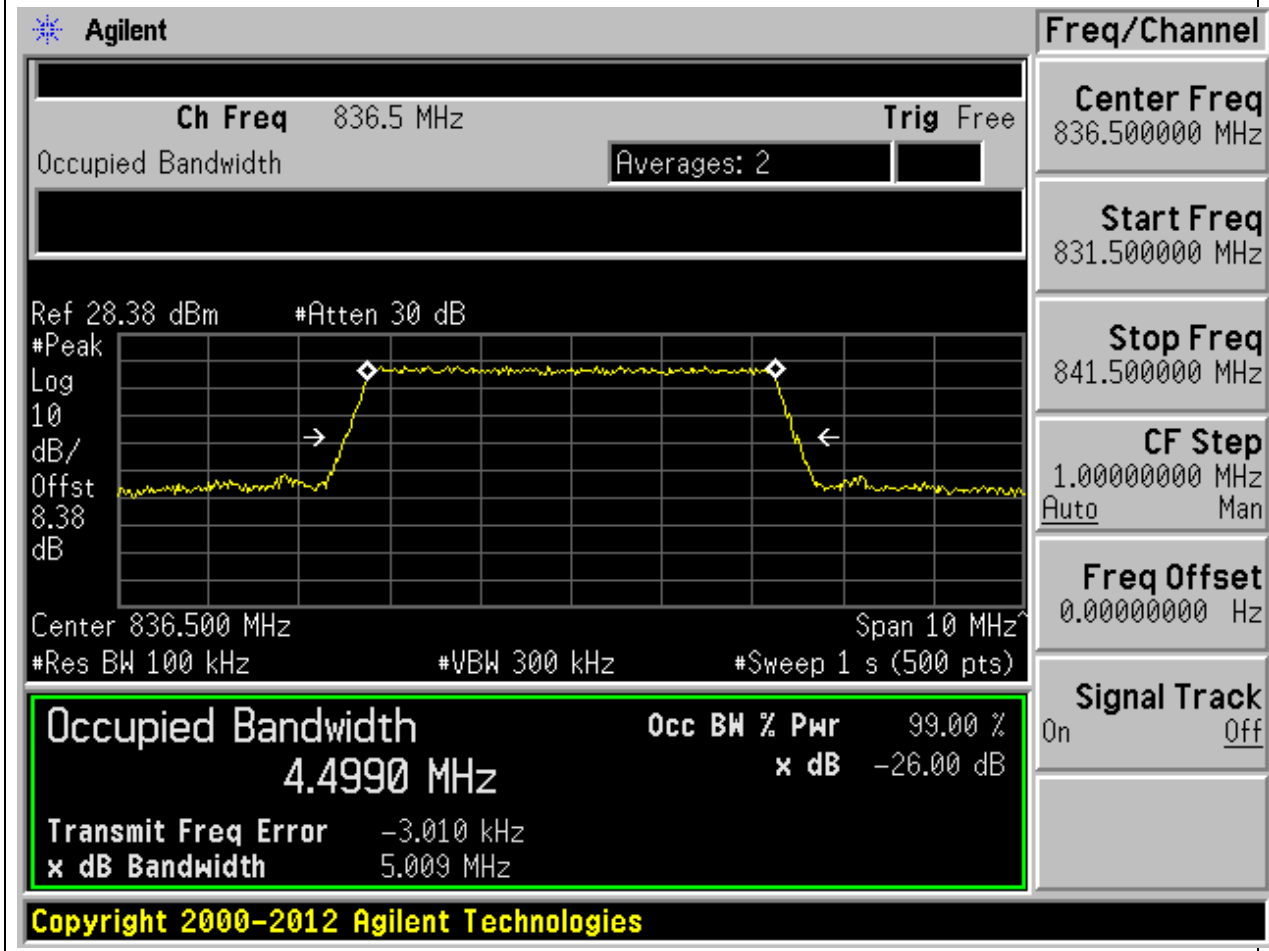 Agilent
Freq/Channel
Ch Freq 836.5 MHz Trig Free
Occupied Bandwidth Averages: 2
Center Freq
836.500000 MHz
Start Freq
831.500000 MHz
Stop Freq
841.500000 MHz
CF Step
1.00000000 MHz
Auto Man
Freq Offset
0.00000000 Hz
Signal Track
On Off
Ref 28.38 dBm #Atten 30 dB
#Peak
Log
10
dB/
Offst
8.38
dB
Center 836.500 MHz Span 10 MHz^
#Res BW 100 kHz #VBW 300 kHz #Sweep 1 s (500 pts)
Occupied Bandwidth Occ BW % Pwr 99.00 %
4.4990 MHz x dB -26.00 dB
Transmit Freq Error -3.010 kHz
x dB Bandwidth 5.009 MHz
Copyright 2000-2012 Agilent Technologies